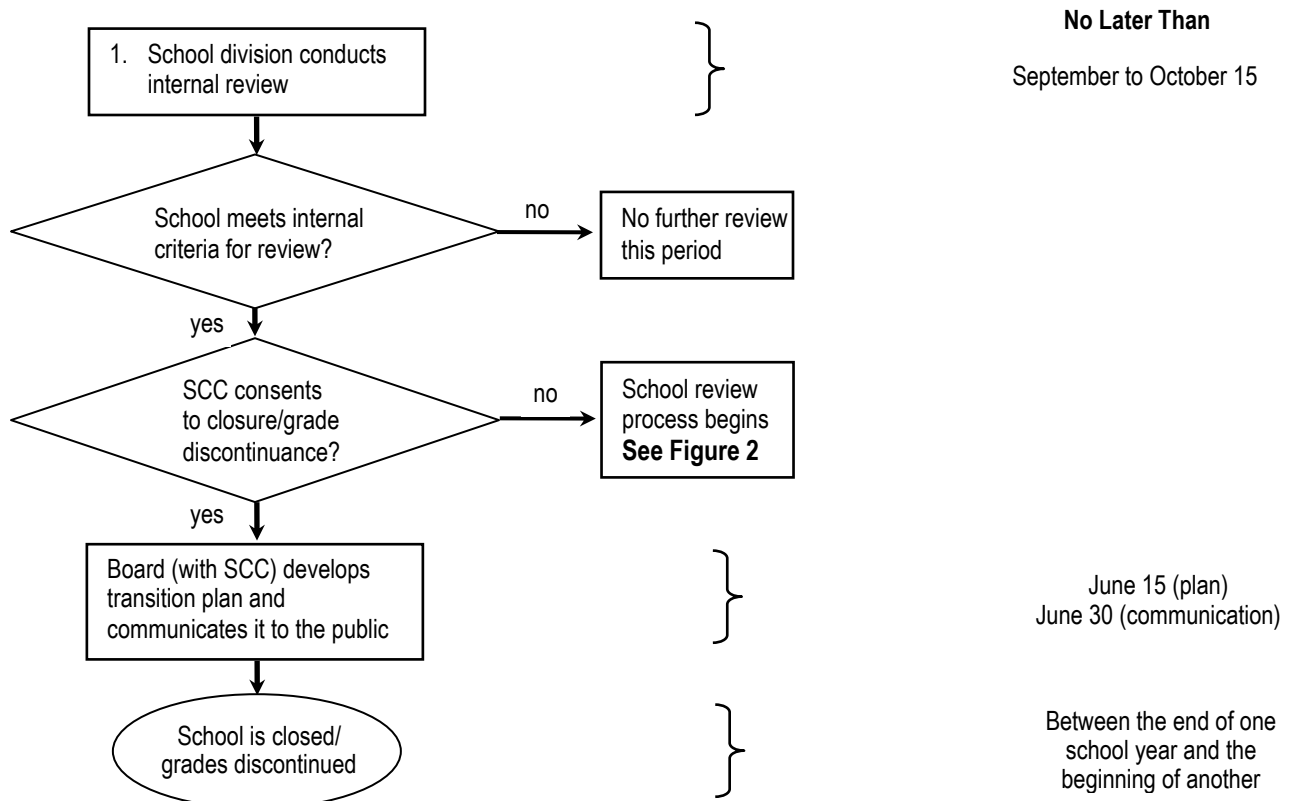 No Later Than
1. School division conducts
internal review
September to October 15
School meets internal
criteria for review?
no
No further review
this period
yes
SCC consents
to closure/grade
discontinuance?
no
School review
process begins
See Figure 2
yes
Board (with SCC) develops
transition plan and
communicates it to the public
June 15 (plan)
June 30 (communication)
School is closed/
grades discontinued
Between the end of one
school year and the
beginning of another